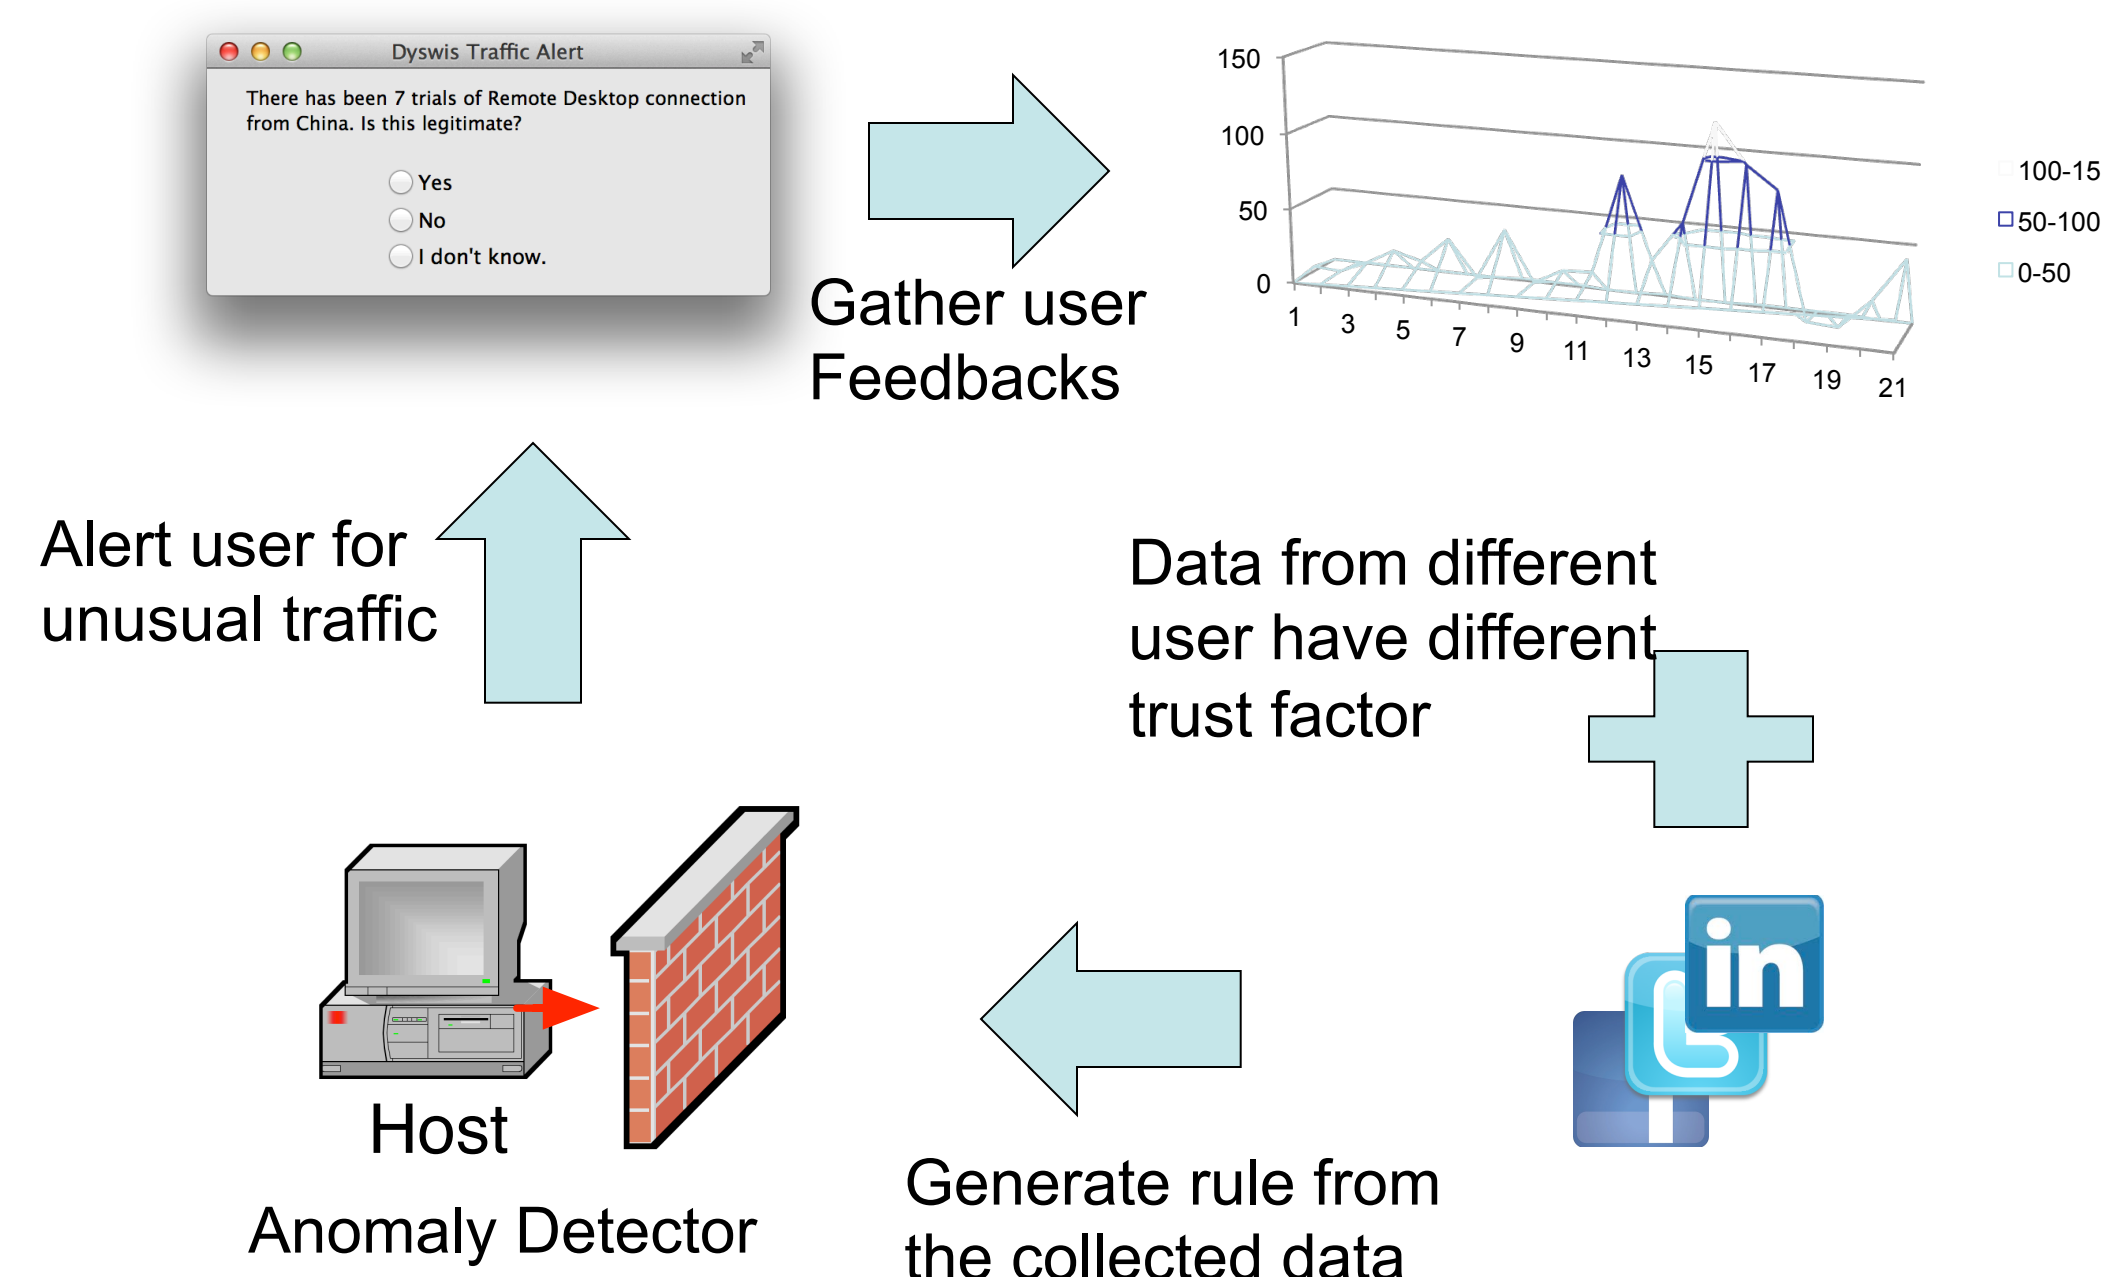 Dyswis Traffic Alert
There has been 7 trials of Remote Desktop connection
from China. Is this legitimate?
Yes
No
I don't know.
Gather user
Feedbacks
150
100
50
0
1
3
5
7
9
11
13
15
17
19
21
100-15
50-100
0-50
Alert user for
unusual traffic
Data from different
user have different
trust factor
in
Host
Anomaly Detector
Generate rule from
the collected data